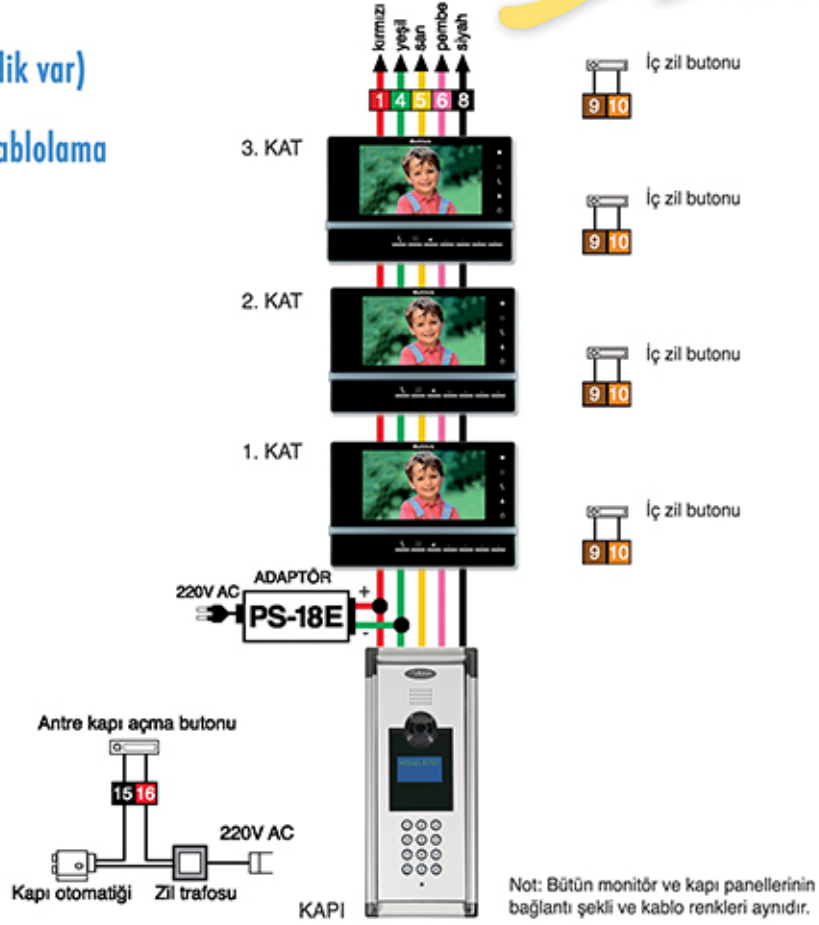 lik var)
ablolama
kırmızı
yeşil
sarı
pembe
siyah
1 4 5 6 8
3. KAT
İç zil butonu
9 10
İç zil butonu
9 10
2. KAT
İç zil butonu
9 10
1. KAT
İç zil butonu
9 10
ADAPTÖR
220V AC
PS-18E
+
-
Antre kapı açma butonu
15 16
220V AC
Kapı otomatiği
Zil trafosu
KAPI
Not: Bütün monitör ve kapı panellerinin
bağlantı şekli ve kablo renkleri aynıdır.